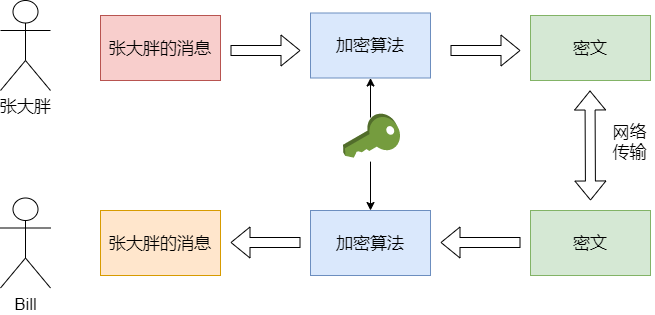 张大胖的消息
加密算法
密文
张大胖
网络
传输
张大胖的消息
加密算法
密文
Bill